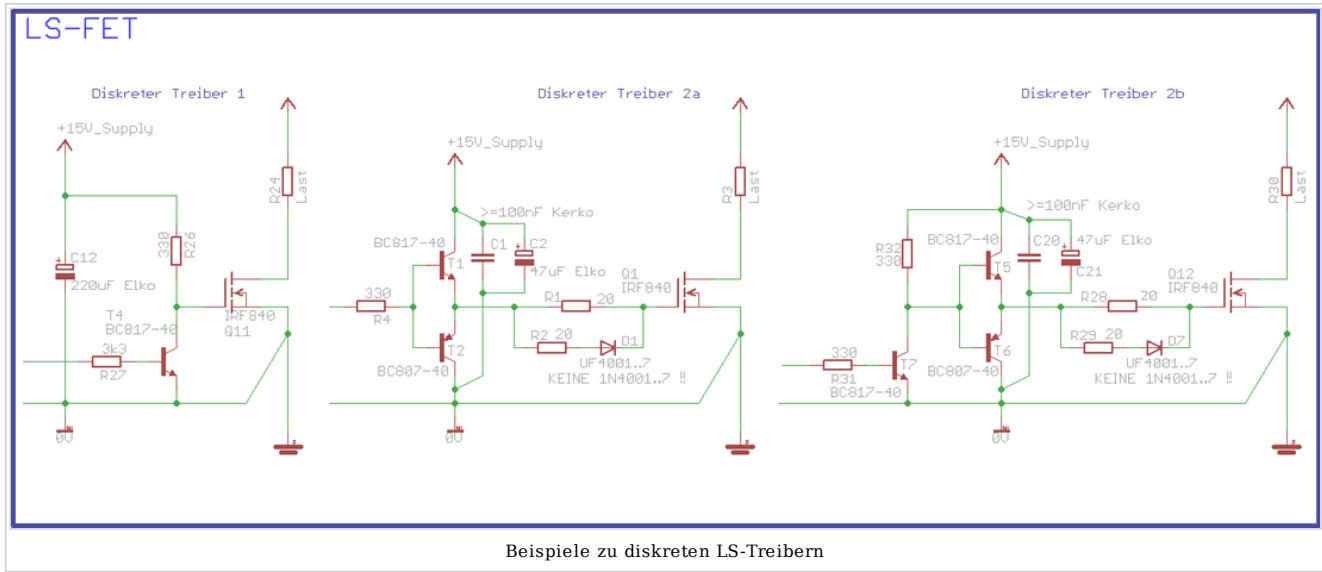 LS-FET
Diskreter Treiber 1
+15V_Supply
R24
Last
330
R26
C12
220uF Elko
T4
BC817-40
IRF840
Q11
3k3
R27
0V
Diskreter Treiber 2a
+15V_Supply
R3
Last
>=100nF Kerko
BC817-40
C1
C2
T1
47uF Elko
Q1
IRF840
330
R4
R1
20
R2
20
D1
T2
BC807-40
UF4001..7
KEINE 1N4001..7 !!
0V
Diskreter Treiber 2b
+15V_Supply
R30
Last
>=100nF Kerko
R32
330
BC817-40
C20
47uF Elko
T5
C21
Q12
IRF840
R28
20
R29
20
D7
330
R31
T7
BC817-40
T6
BC807-40
UF4001..7
KEINE 1N4001..7 !!
0V
Beispiele zu diskreten LS-Treibern